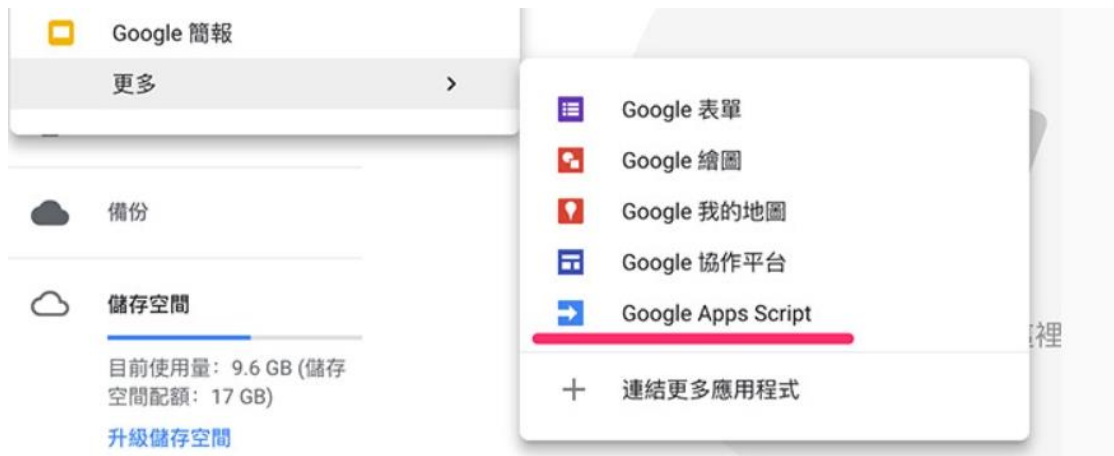 Google 簡報
更多
Google 表單
Google 繪圖
Google 我的地圖
Google 協作平台
Google Apps Script
連結更多應用程式
備份
儲存空間
目前使用量：9.6 GB (儲存
空間配額：17 GB)
升級儲存空間
裡